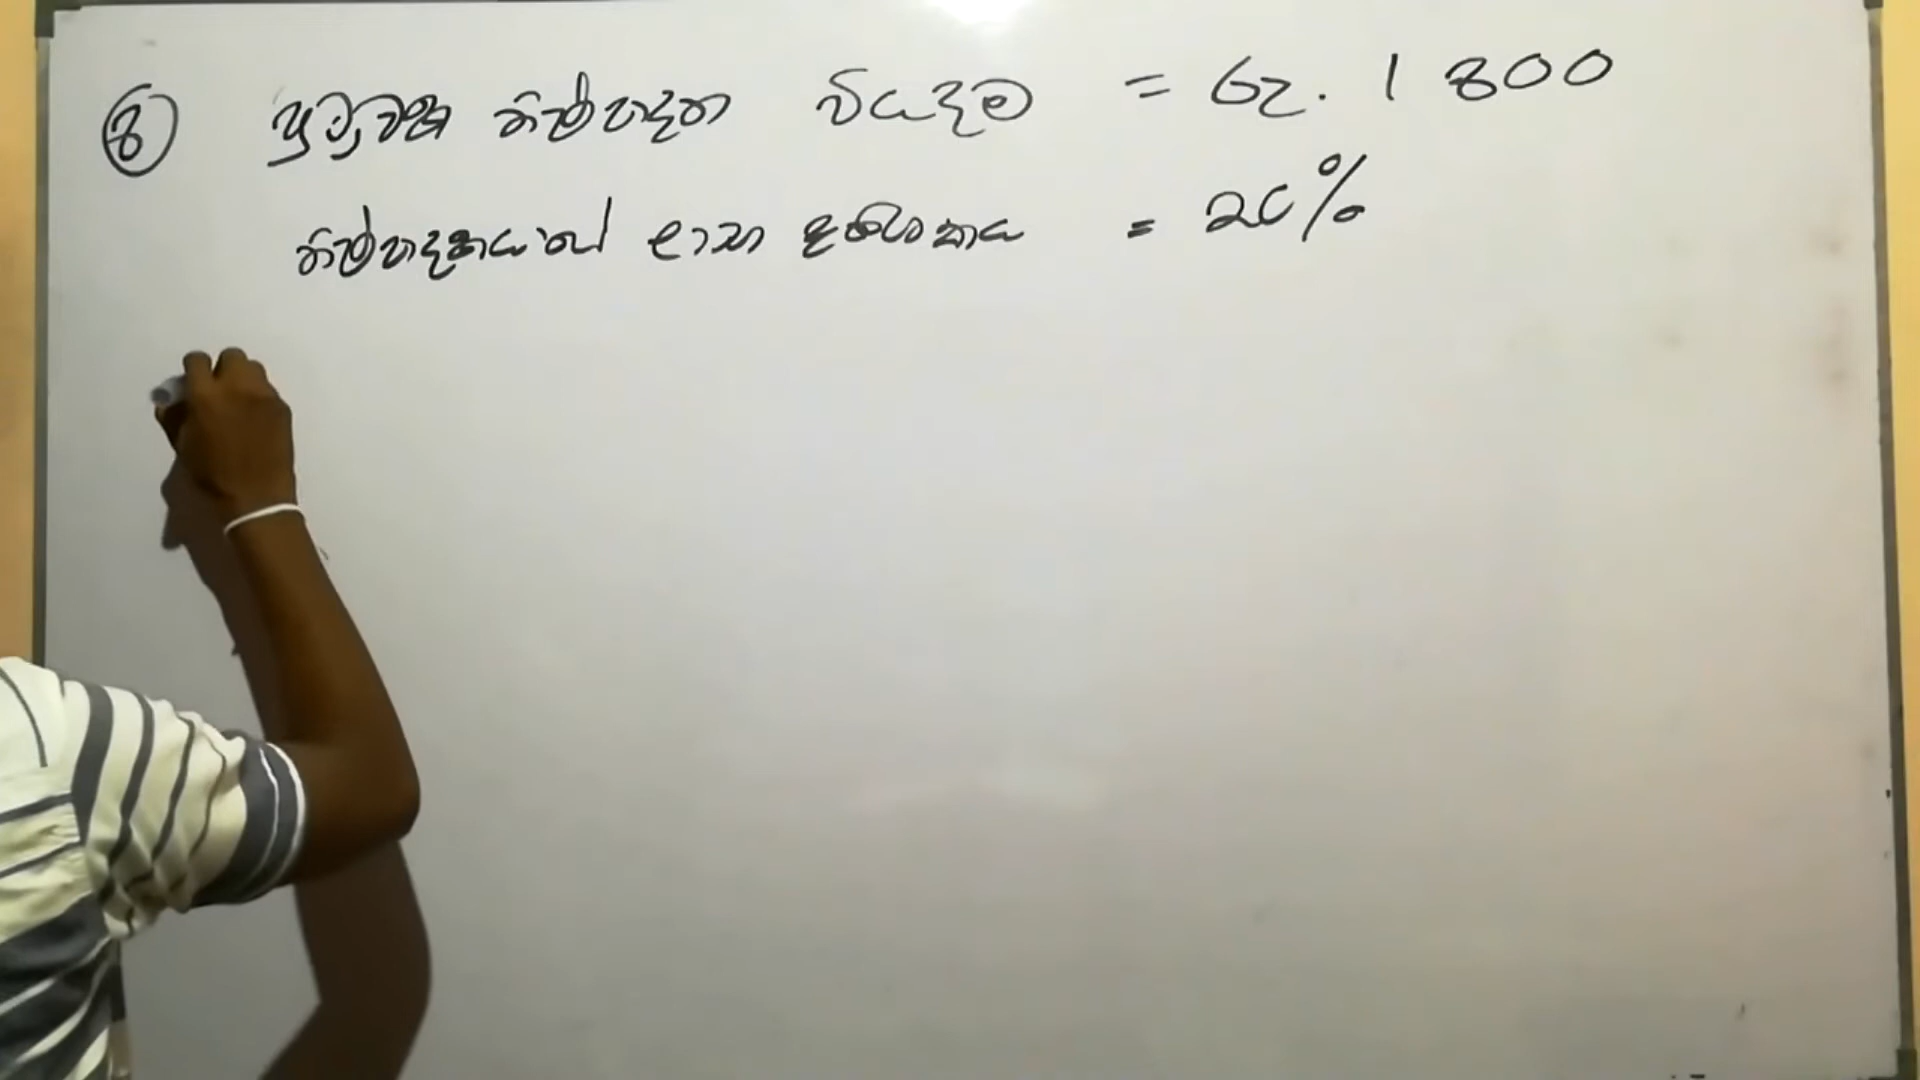 ⑧ පුටුවක නිෂ්පාදන වියදම = රු. 1 800
නිෂ්පාදකයාගේ ලාභ ප්‍රතිශතය = 20%